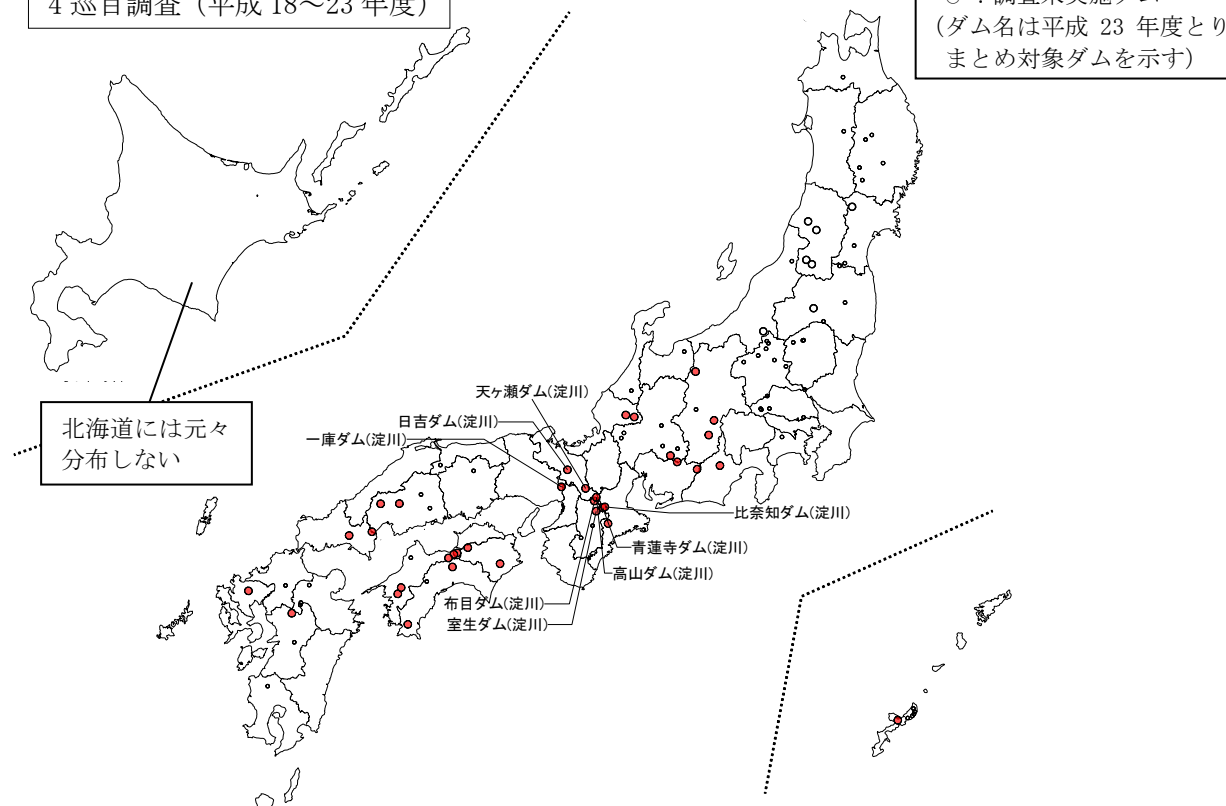 4 巡目調査（平成 18～23 年度）
(ダム名は平成 23 年度とり
まとめ対象ダムを示す)
天ヶ瀬ダム(淀川)
日吉ダム(淀川)
一庫ダム(淀川)
北海道には元々
分布しない
比奈知ダム(淀川)
青蓮寺ダム(淀川)
高山ダム(淀川)
布目ダム(淀川)
室生ダム(淀川)